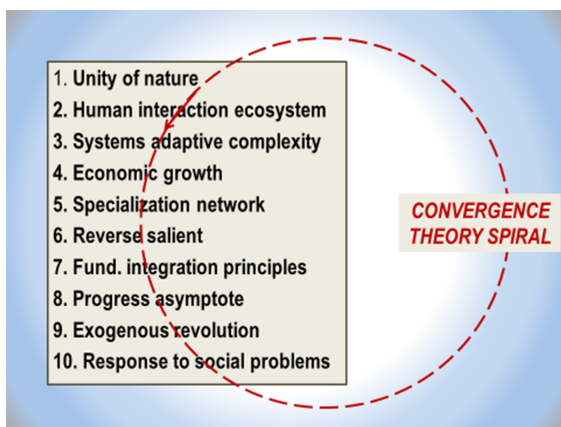 1. Unity of nature
2. Human interaction ecosystem
3. Systems adaptive complexity
4. Economic growth
5. Specialization network
6. Reverse salient
7. Fund. integration principles
8. Progress asymptote
9. Exogenous revolution
10. Response to social problems
CONVERGENCE
THEORY SPIRAL